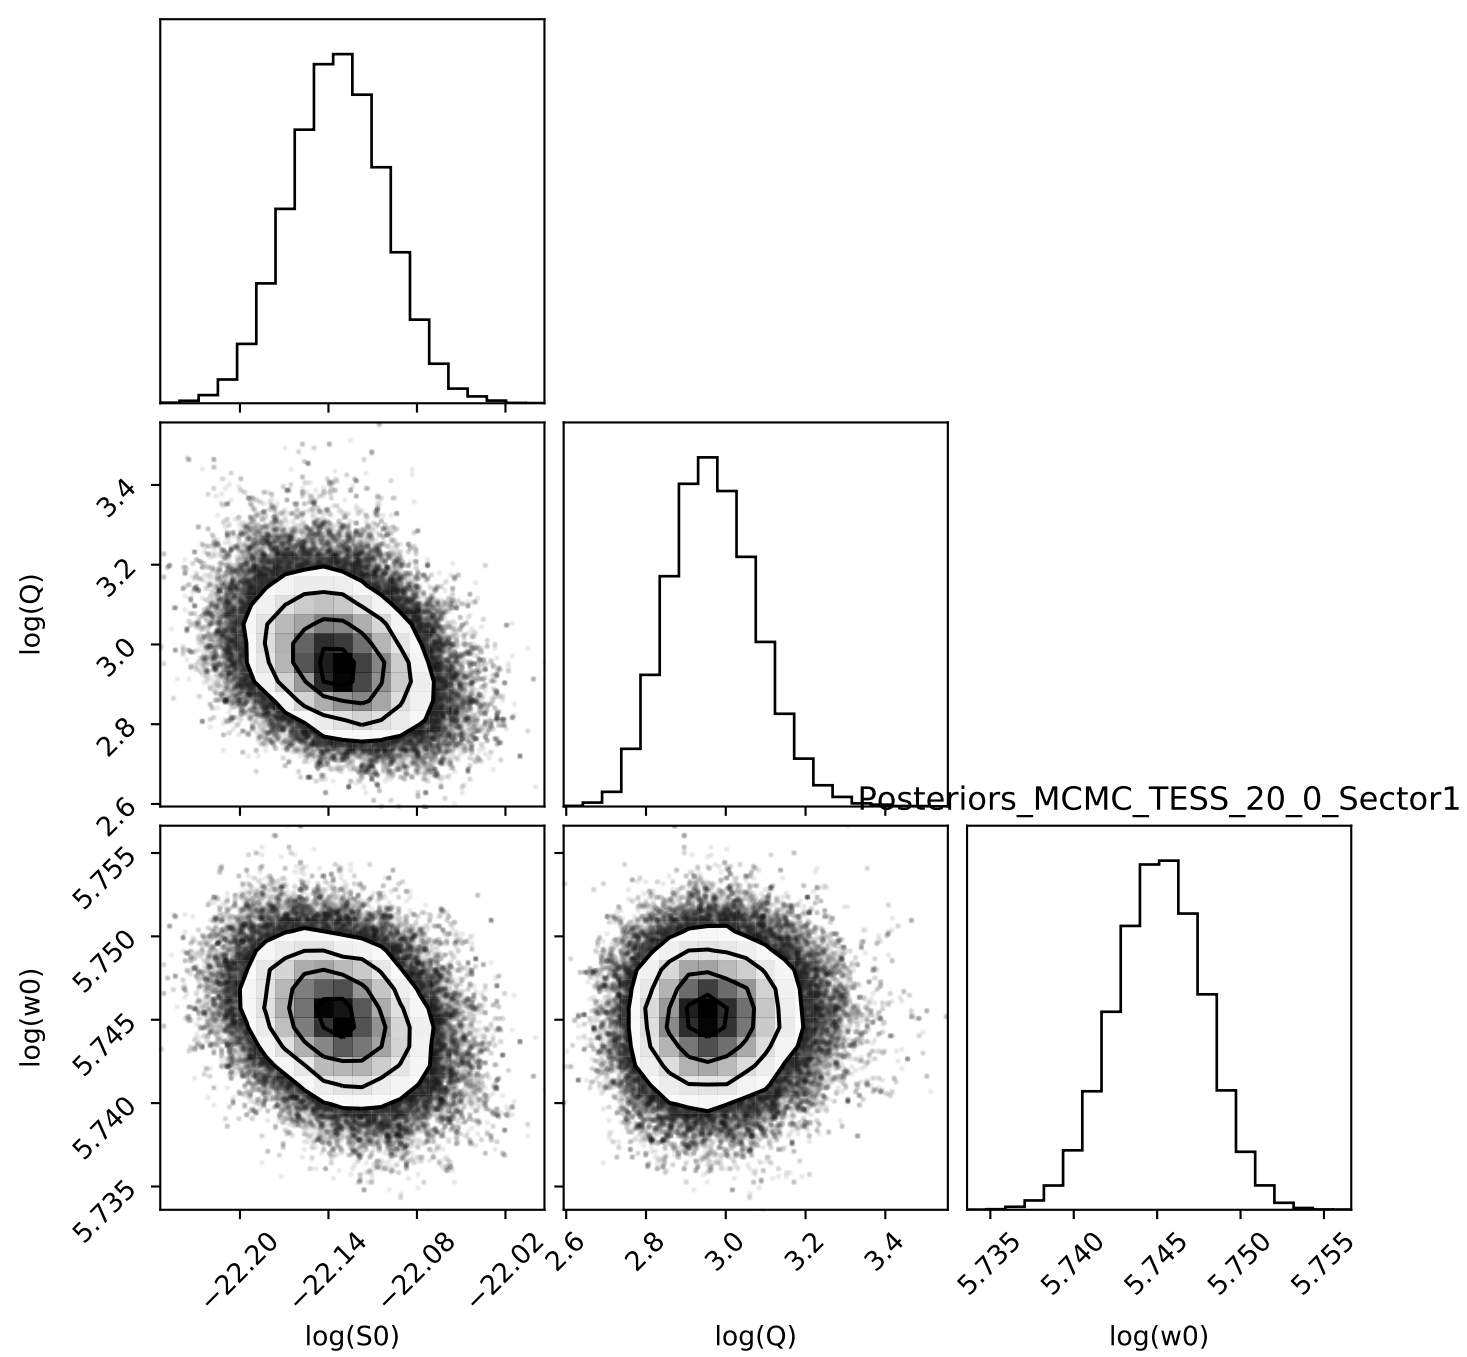 3.4
3.2
3.0
2.8
2.6
log(Q)
Posteriors_MCMC_TESS_20_0_Sector1
5.755
5.750
5.745
5.740
5.735
log(w0)
−22.20 −22.14 −22.08 −22.02 2.6 2.8 3.0 3.2 3.4 5.735 5.740 5.745 5.750 5.755
log(S0) log(Q) log(w0)